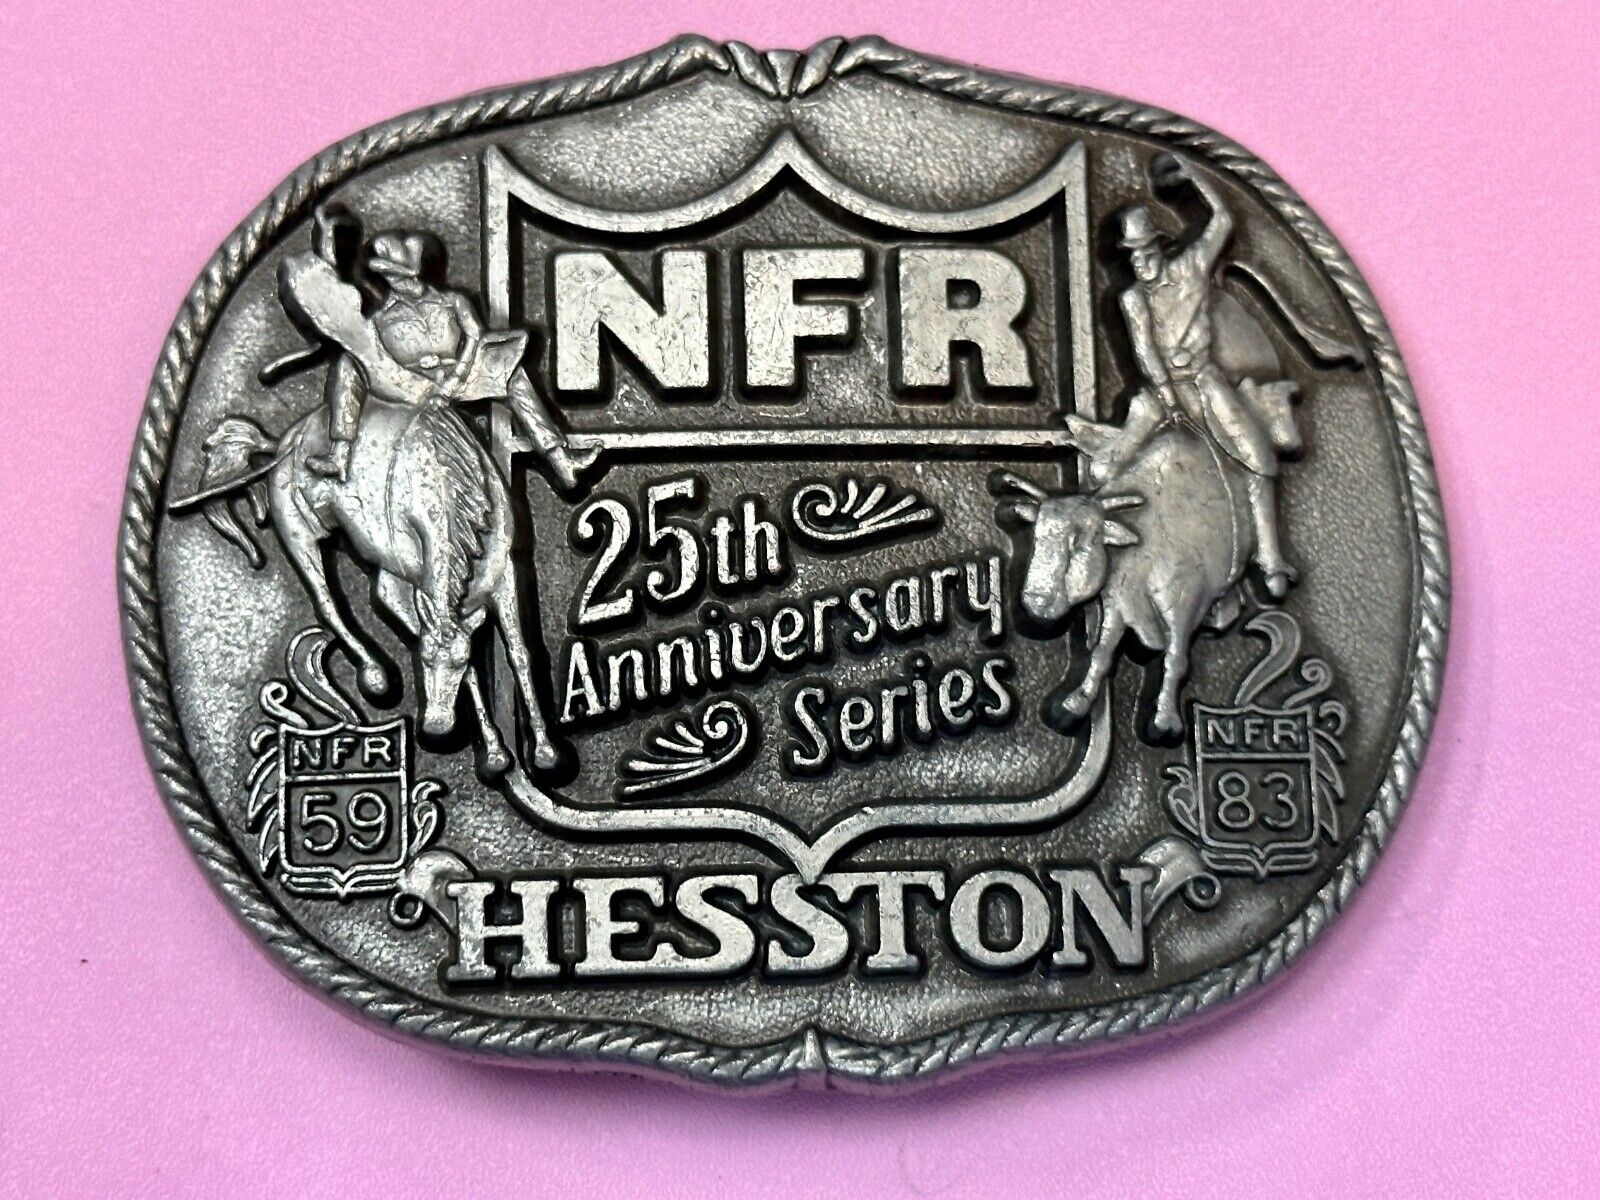 NFR
25th
Anniversary
Series
NFR
59
NFR
83
HESSTON